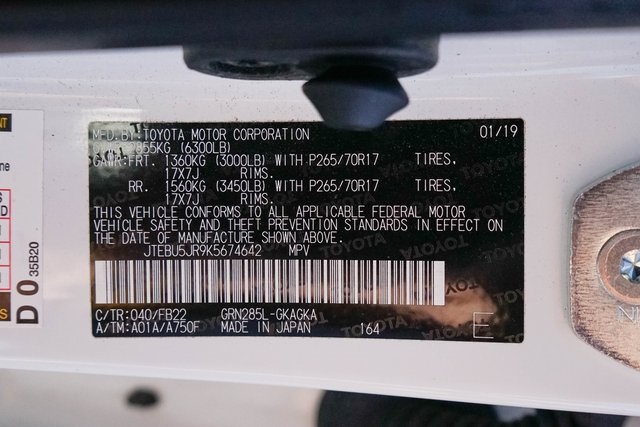 MFD.BY:TOYOTA MOTOR CORPORATION 01/19
2855KG (6300LB)
GAWR:FRT. 1360KG (3000LB) WITH P265/70R17 TIRES,
17X7J RIMS.
RR. 1560KG (3450LB) WITH P265/70R17 TIRES,
17X7J RIMS.
THIS VEHICLE CONFORMS TO ALL APPLICABLE FEDERAL MOTOR
VEHICLE SAFETY AND THEFT PREVENTION STANDARDS IN EFFECT ON
THE DATE OF MANUFACTURE SHOWN ABOVE.
JTEBU5JR9K5674642 MPV
C/TR:040/FB22 GRN285L-GKAGKA
A/TM:A01A/A750F MADE IN JAPAN 164 E
D0 35B20